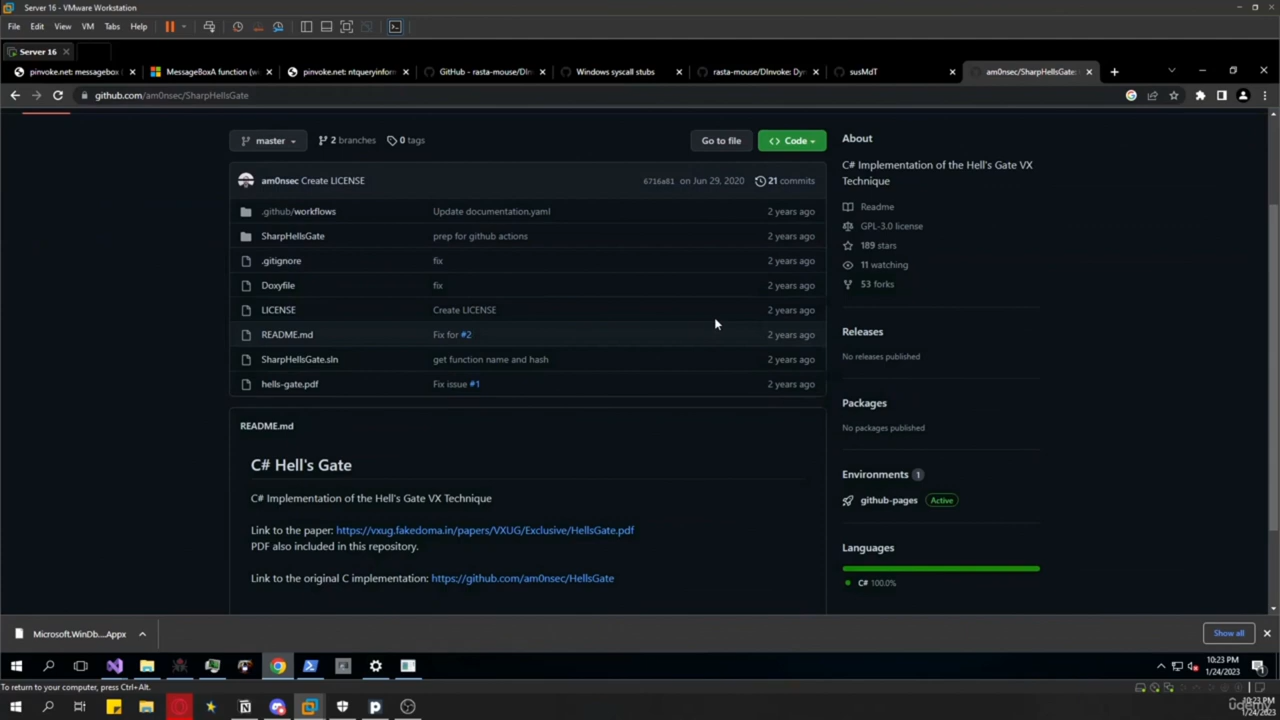 Server 16 - VMware Workstation
File Edit View VM Tabs Help
Server 16
pinvoke.net: messagebox (
MessageBoxA function (wi
pinvoke.net: ntqueryinform
GitHub - rasta-mouse/DInv
Windows syscall stubs
rasta-mouse/DInvoke: Dyn
susMdT
am0nsec/SharpHellsGate:
github.com/am0nsec/SharpHellsGate
master
2 branches
0 tags
Go to file
Code
am0nsec Create LICENSE 6716a81 on Jun 29, 2020 21 commits
.github/workflows Update documentation.yaml 2 years ago
SharpHellsGate prep for github actions 2 years ago
.gitignore fix 2 years ago
Doxyfile fix 2 years ago
LICENSE Create LICENSE 2 years ago
README.md Fix for #2 2 years ago
SharpHellsGate.sln get function name and hash 2 years ago
hells-gate.pdf Fix issue #1 2 years ago
README.md
C# Hell's Gate
C# Implementation of the Hell's Gate VX Technique
Link to the paper: https://vxug.fakedoma.in/papers/VXUG/Exclusive/HellsGate.pdf
PDF also included in this repository.
Link to the original C implementation: https://github.com/am0nsec/HellsGate
About
C# Implementation of the Hell's Gate VX
Technique
Readme
GPL-3.0 license
189 stars
11 watching
53 forks
Releases
No releases published
Packages
No packages published
Environments 1
github-pages Active
Languages
C# 100.0%
Microsoft.WinDb....Appx
Show all
10:23 PM
1/24/2023
To return to your computer, press Ctrl+Alt.
10:23 PM
1/24/2023
udemy